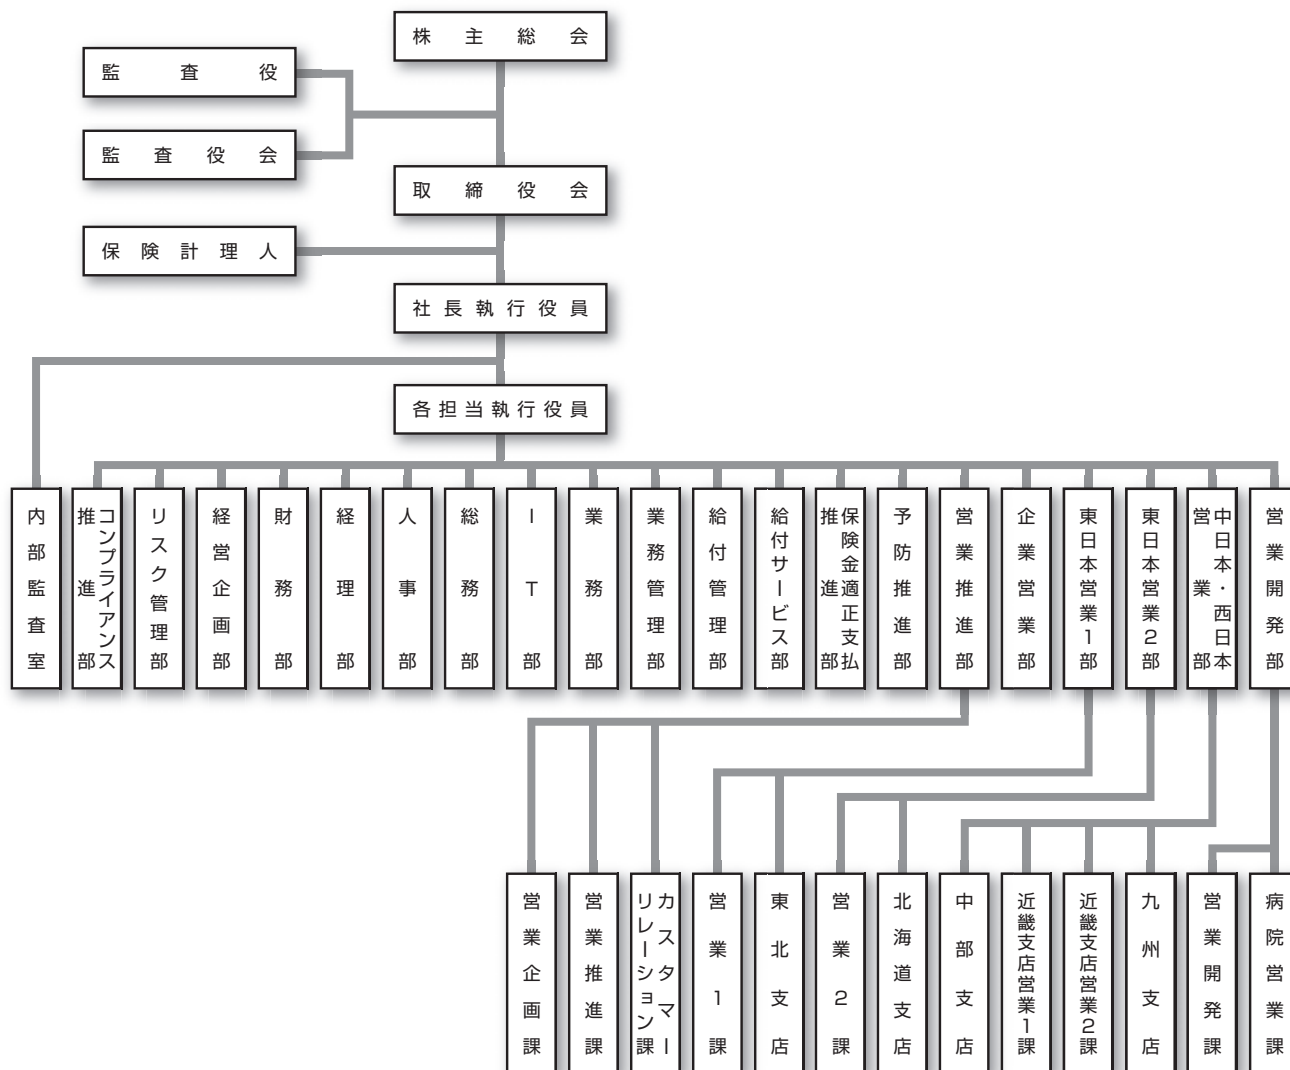 株主総会
監査役
監査役会
取締役会
保険計理人
社長執行役員
各担当執行役員
内部監査室
コンプライアンス
推進部
リスク管理部
経営企画部
財務部
経理部
人事部
総務部
IT部
業務部
業務管理部
給付管理部
給付サービス部
保険金適正支払
推進部
予防推進部
営業推進部
企業営業部
東日本営業1部
東日本営業2部
中日本・西日本
営業部
営業開発部
営業企画課
営業推進課
カスタマー
リレーション課
営業1課
東北支店
営業2課
北海道支店
中部支店
近畿支店営業1課
近畿支店営業2課
九州支店
営業開発課
病院営業課